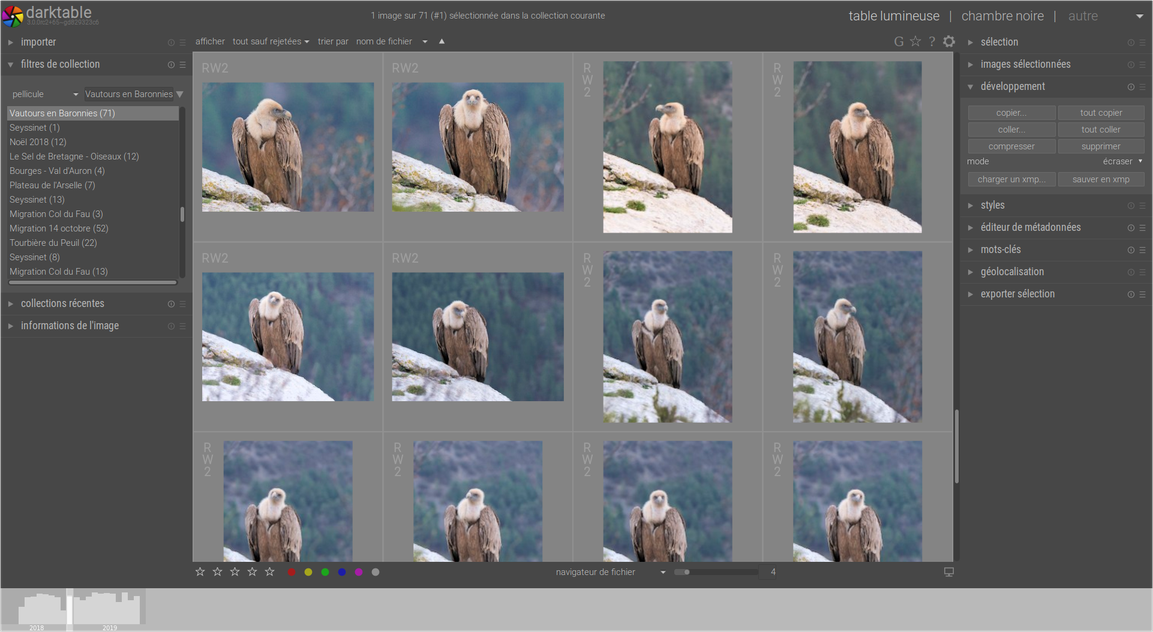 darktable
1 image sur 71 (#1) sélectionnée dans la collection courante
table lumineuse | chambre noire | autre
importer
filtres de collection
pellicule
Vautours en Baronnies
Vautours en Baronnies (71)
Seyssinet (1)
Noël 2018 (12)
Le Sel de Bretagne - Oiseaux (12)
Bourges - Val d'Auron (4)
Plateau de l'Arselle (7)
Seyssinet (13)
Migration Col du Fau (3)
Migration 14 octobre (52)
Tourbière du Peuil (22)
Seyssinet (8)
Migration Col du Fau (13)
collections récentes
informations de l'image
afficher tout sauf rejetées trier par nom de fichier
G ?
RW2
RW2
RW2
RW2
RW2
RW2
RW2
RW2
RW2
RW2
RW2
RW2
navigateur de fichier
4
sélection
images sélectionnées
développement
copier... tout copier
coller... tout coller
compresser supprimer
mode écraser
charger un xmp... sauver en xmp
styles
éditeur de métadonnées
mots-clés
géolocalisation
exporter sélection
2018 2019